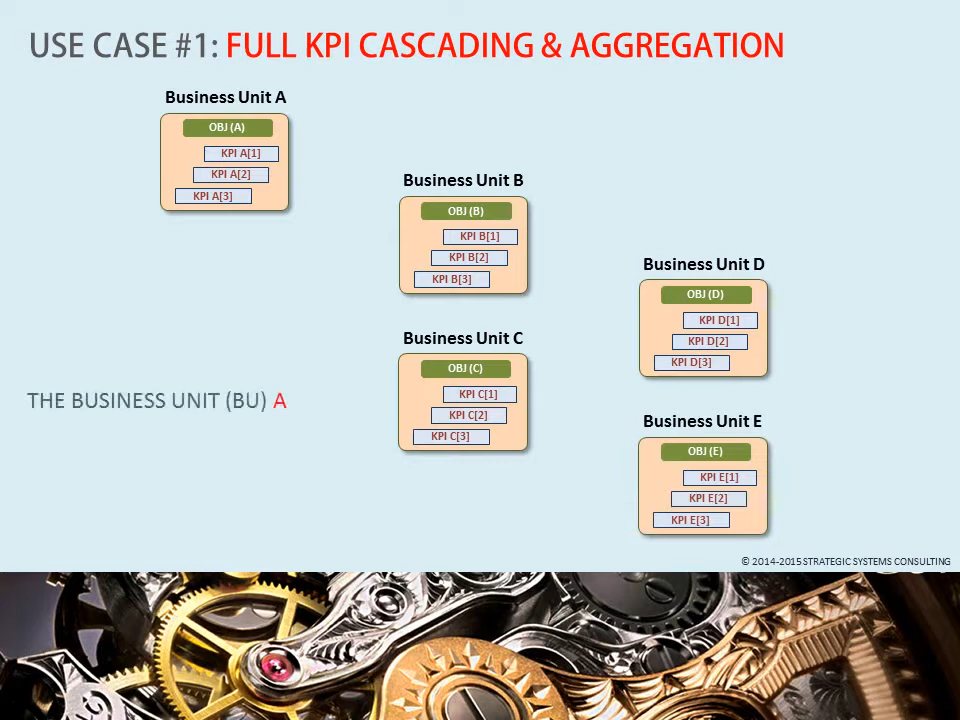 USE CASE #1: FULL KPI CASCADING & AGGREGATION
Business Unit A
OBJ (A)
KPI A[1]
KPI A[2]
KPI A[3]
Business Unit B
OBJ (B)
KPI B[1]
KPI B[2]
KPI B[3]
Business Unit D
OBJ (D)
KPI D[1]
KPI D[2]
KPI D[3]
Business Unit C
OBJ (C)
KPI C[1]
KPI C[2]
KPI C[3]
THE BUSINESS UNIT (BU) A
Business Unit E
OBJ (E)
KPI E[1]
KPI E[2]
KPI E[3]
© 2014-2015 STRATEGIC SYSTEMS CONSULTING